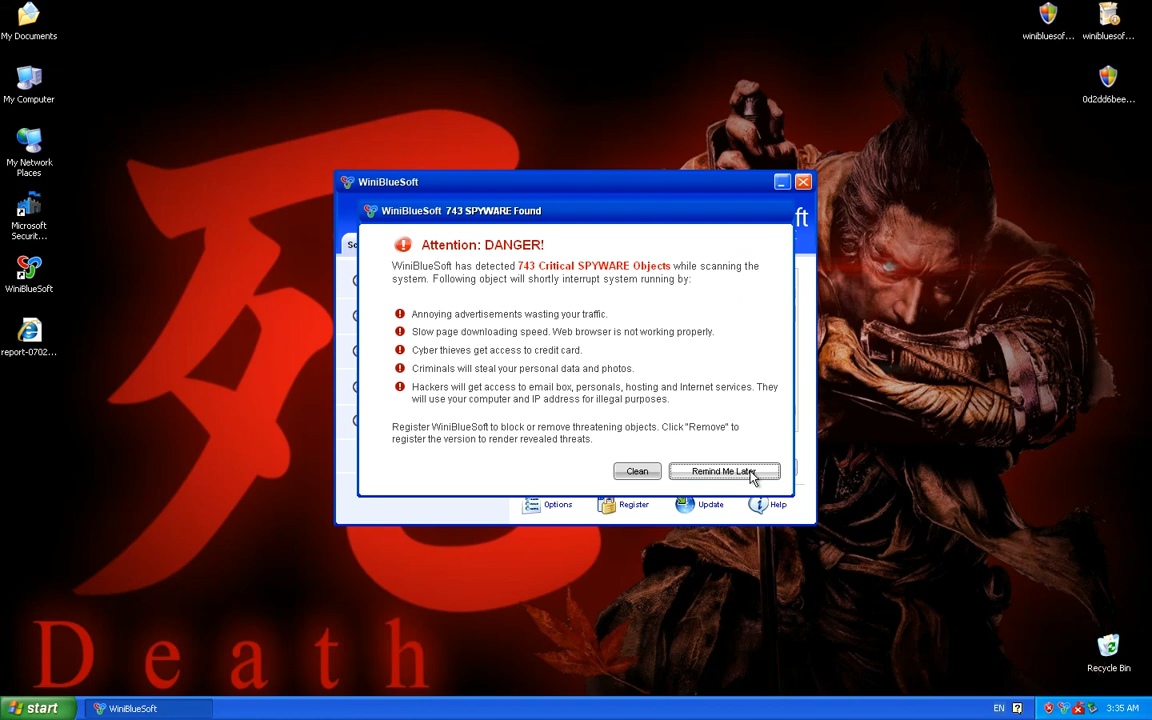 My Documents
My Computer
My Network
Places
Microsoft
Securit...
WiniBlueSoft
report-0702...
winibluesof...
winibluesof...
0d2dd6bee...
WiniBlueSoft
WiniBlueSoft 743 SPYWARE Found
ft
Sc
Attention: DANGER!
WiniBlueSoft has detected 743 Critical SPYWARE Objects while scanning the
system. Following object will shortly interrupt system running by:
Annoying advertisements wasting your traffic.
Slow page downloading speed. Web browser is not working properly.
Cyber thieves get access to credit card.
Criminals will steal your personal data and photos.
Hackers will get access to email box, personals, hosting and Internet services. They
will use your computer and IP address for illegal purposes.
Register WiniBlueSoft to block or remove threatening objects. Click "Remove" to
register the version to render revealed threats.
Clean
Remind Me Later
Options
Register
Update
Help
死
Death
Recycle Bin
start
WiniBlueSoft
EN
3:35 AM